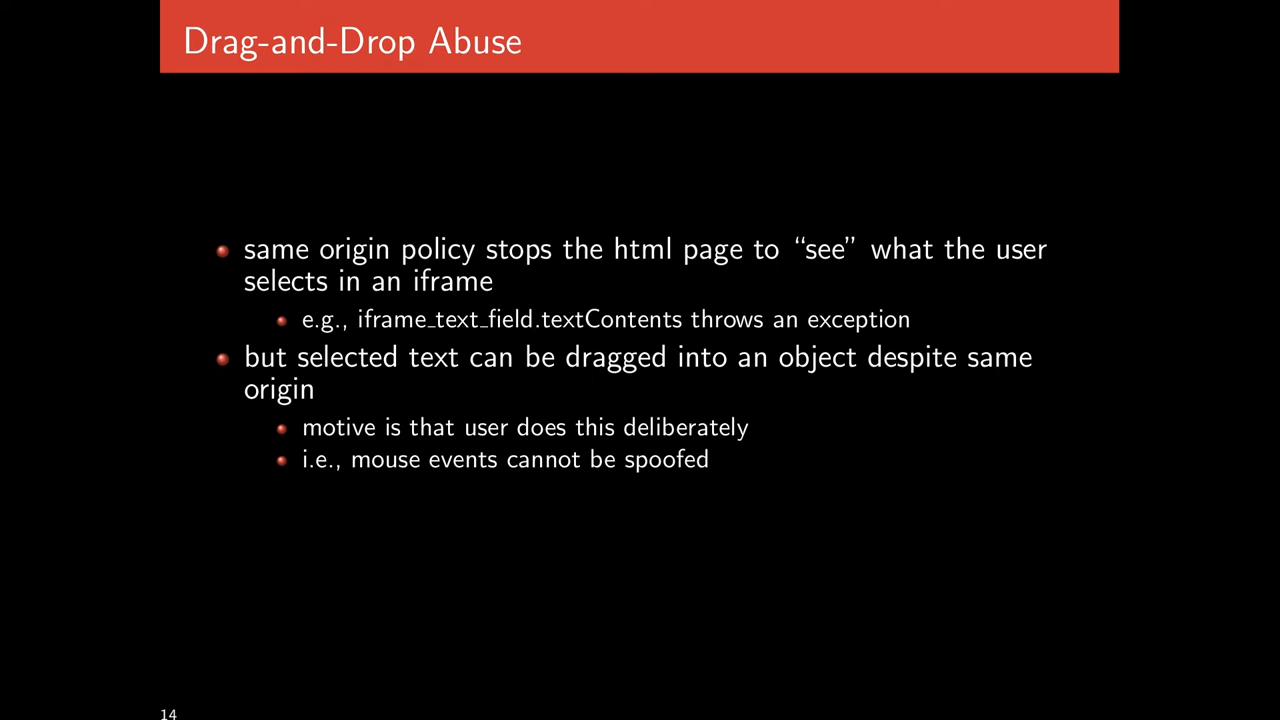 Drag-and-Drop Abuse
same origin policy stops the html page to “see” what the user
selects in an iframe
e.g., iframe_text_field.textContents throws an exception
but selected text can be dragged into an object despite same
origin
motive is that user does this deliberately
i.e., mouse events cannot be spoofed
14